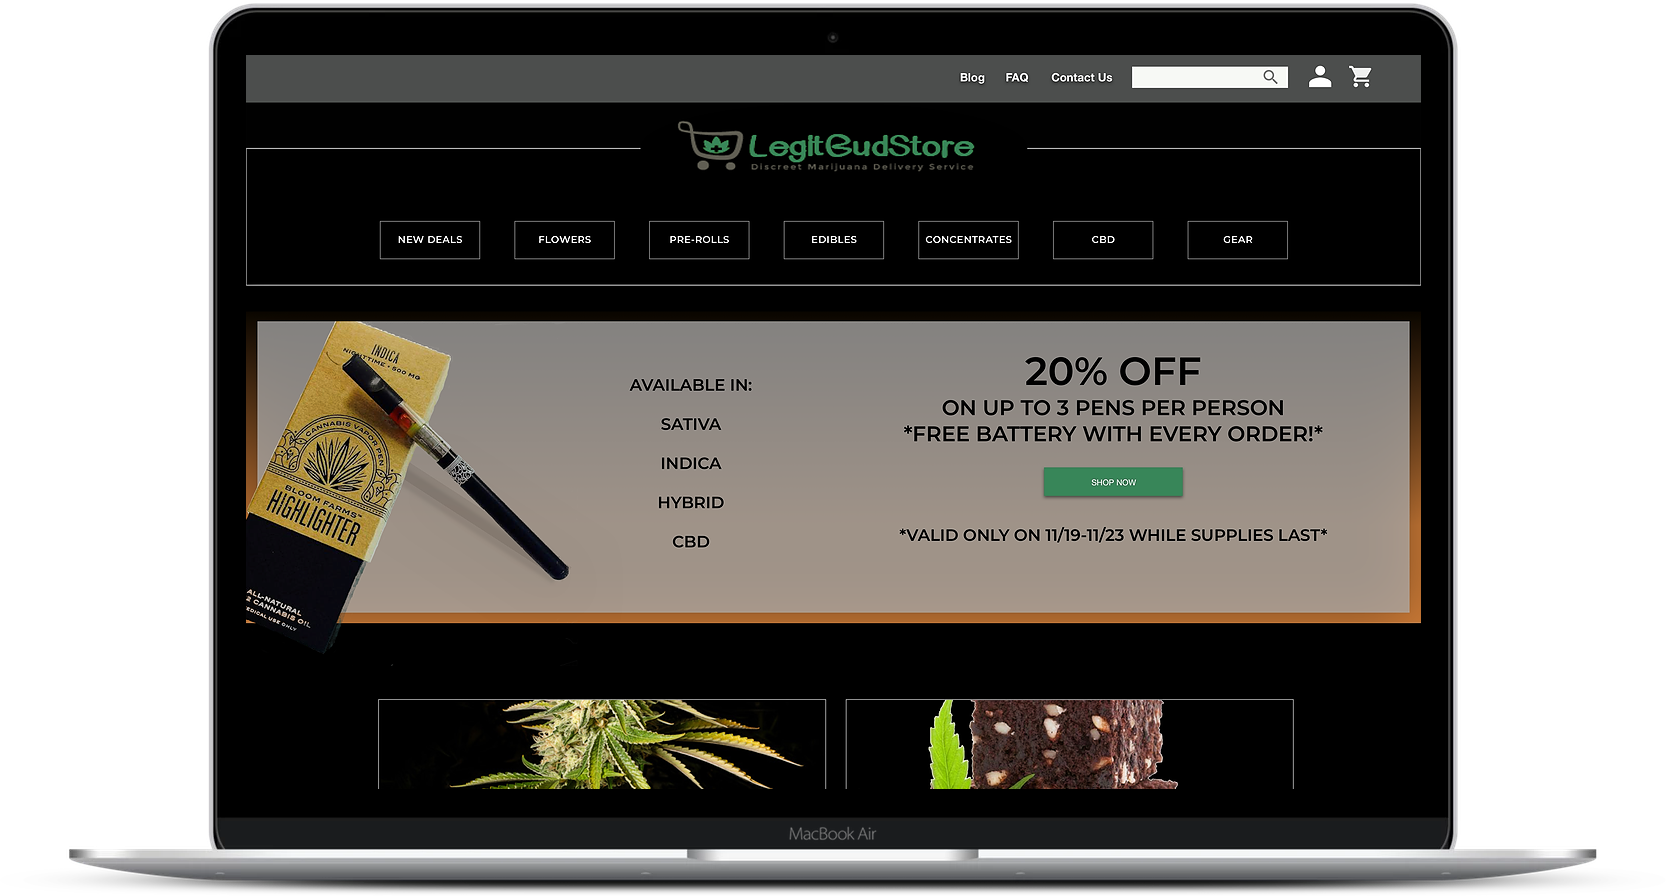 Blog FAQ Contact Us
LegitBudStore
Discreet Marijuana Delivery Service
NEW DEALS FLOWERS PRE-ROLLS EDIBLES CONCENTRATES CBD GEAR
INDICA
NIGHTTIME • 500 MG
CANNABIS VAPOR PEN
BLOOM FARMS™
HIGHLIGHTER
ALL-NATURAL
CANNABIS OIL
USE ONLY
AVAILABLE IN:
SATIVA
INDICA
HYBRID
CBD
20% OFF
ON UP TO 3 PENS PER PERSON
*FREE BATTERY WITH EVERY ORDER!*
SHOP NOW
*VALID ONLY ON 11/19-11/23 WHILE SUPPLIES LAST*
MacBook Air